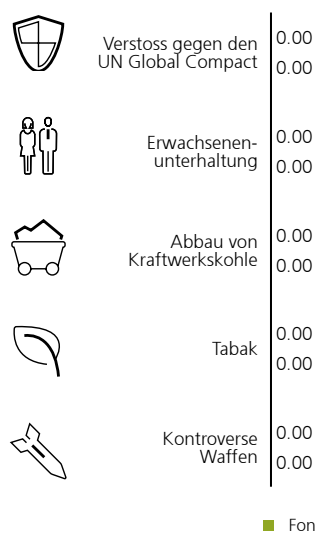 Verstoss gegen den
UN Global Compact
0.00
0.00
Erwachsenen-
unterhaltung
0.00
0.00
Abbau von
Kraftwerkskohle
0.00
0.00
Tabak
0.00
0.00
Kontroverse
Waffen
0.00
0.00
Fon